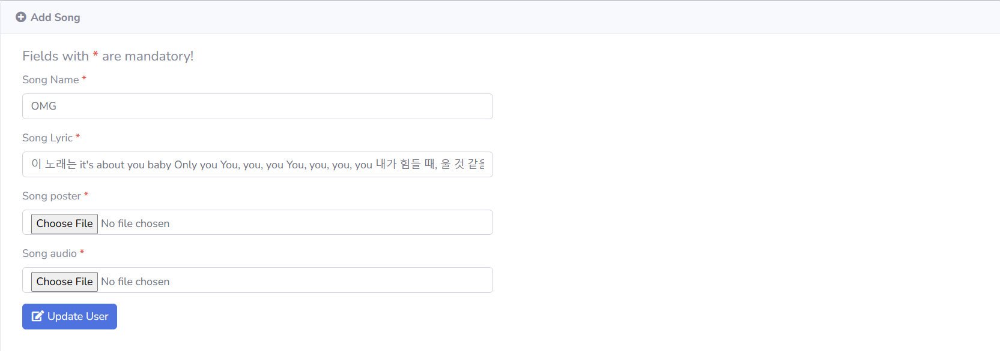 Add Song
Fields with * are mandatory!
Song Name *
OMG
Song Lyric *
이 노래는 it's about you baby Only you You, you, you You, you, you, you 내가 힘들 때, 울 것 같을
Song poster *
Choose File No file chosen
Song audio *
Choose File No file chosen
Update User